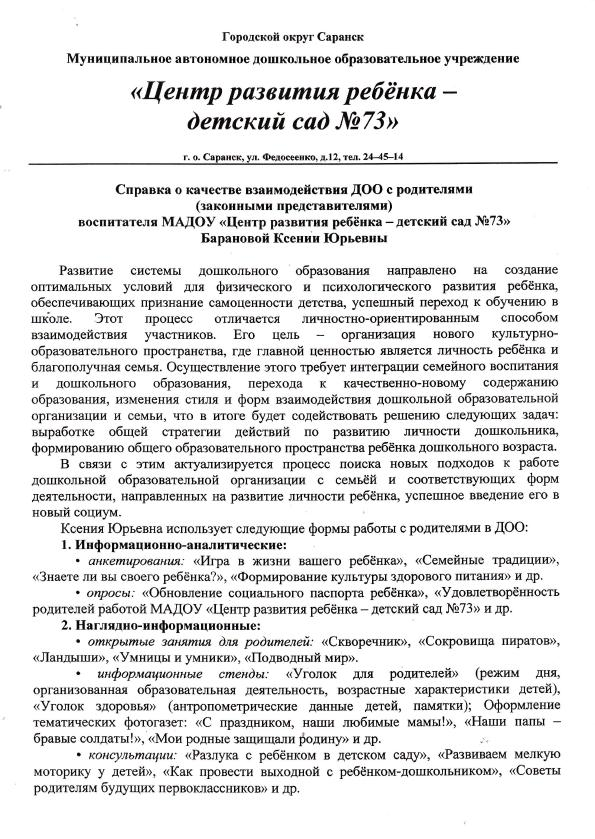 Городской округ Саранск
Муниципальное автономное дошкольное образовательное учреждение
«Центр развития ребёнка –
детский сад №73»
г. о. Саранск, ул. Федосеенко, д.12, тел. 24–45–14
Справка о качестве взаимодействия ДОО с родителями
(законными представителями)
воспитателя МАДОУ «Центр развития ребёнка – детский сад №73»
Барановой Ксении Юрьевны
Развитие системы дошкольного образования направлено на создание
оптимальных условий для физического и психологического развития ребёнка,
обеспечивающих признание самоценности детства, успешный переход к обучению в
школе. Этот процесс отличается личностно-ориентированным способом
взаимодействия участников. Его цель – организация нового культурно-
образовательного пространства, где главной ценностью является личность ребёнка и
благополучная семья. Осуществление этого требует интеграции семейного воспитания
и дошкольного образования, перехода к качественно-новому содержанию
образования, изменения стиля и форм взаимодействия дошкольной образовательной
организации и семьи, что в итоге будет содействовать решению следующих задач:
выработке общей стратегии действий по развитию личности дошкольника,
формированию общего образовательного пространства ребёнка дошкольного возраста.
В связи с этим актуализируется процесс поиска новых подходов к работе
дошкольной образовательной организации с семьёй и соответствующих форм
деятельности, направленных на развитие личности ребёнка, успешное введение его в
новый социум.
Ксения Юрьевна использует следующие формы работы с родителями в ДОО:
1. Информационно-аналитические:
• анкетирования: «Игра в жизни вашего ребёнка», «Семейные традиции»,
«Знаете ли вы своего ребёнка?», «Формирование культуры здорового питания» и др.
• опросы: «Обновление социального паспорта ребёнка», «Удовлетворённость
родителей работой МАДОУ «Центр развития ребёнка – детский сад №73» и др.
2. Наглядно-информационные:
• открытые занятия для родителей: «Скворечник», «Сокровища пиратов»,
«Ландыши», «Умницы и умники», «Подводный мир».
• информационные стенды: «Уголок для родителей» (режим дня,
организованная образовательная деятельность, возрастные характеристики детей),
«Уголок здоровья» (антропометрические данные детей, памятки); Оформление
тематических фотогазет: «С праздником, наши любимые мамы!», «Наши папы –
бравые солдаты!», «Мои родные защищали родину» и др.
• консультации: «Разлука с ребёнком в детском саду», «Развиваем мелкую
моторику у детей», «Как провести выходной с ребёнком-дошкольником», «Советы
родителям будущих первоклассников» и др.